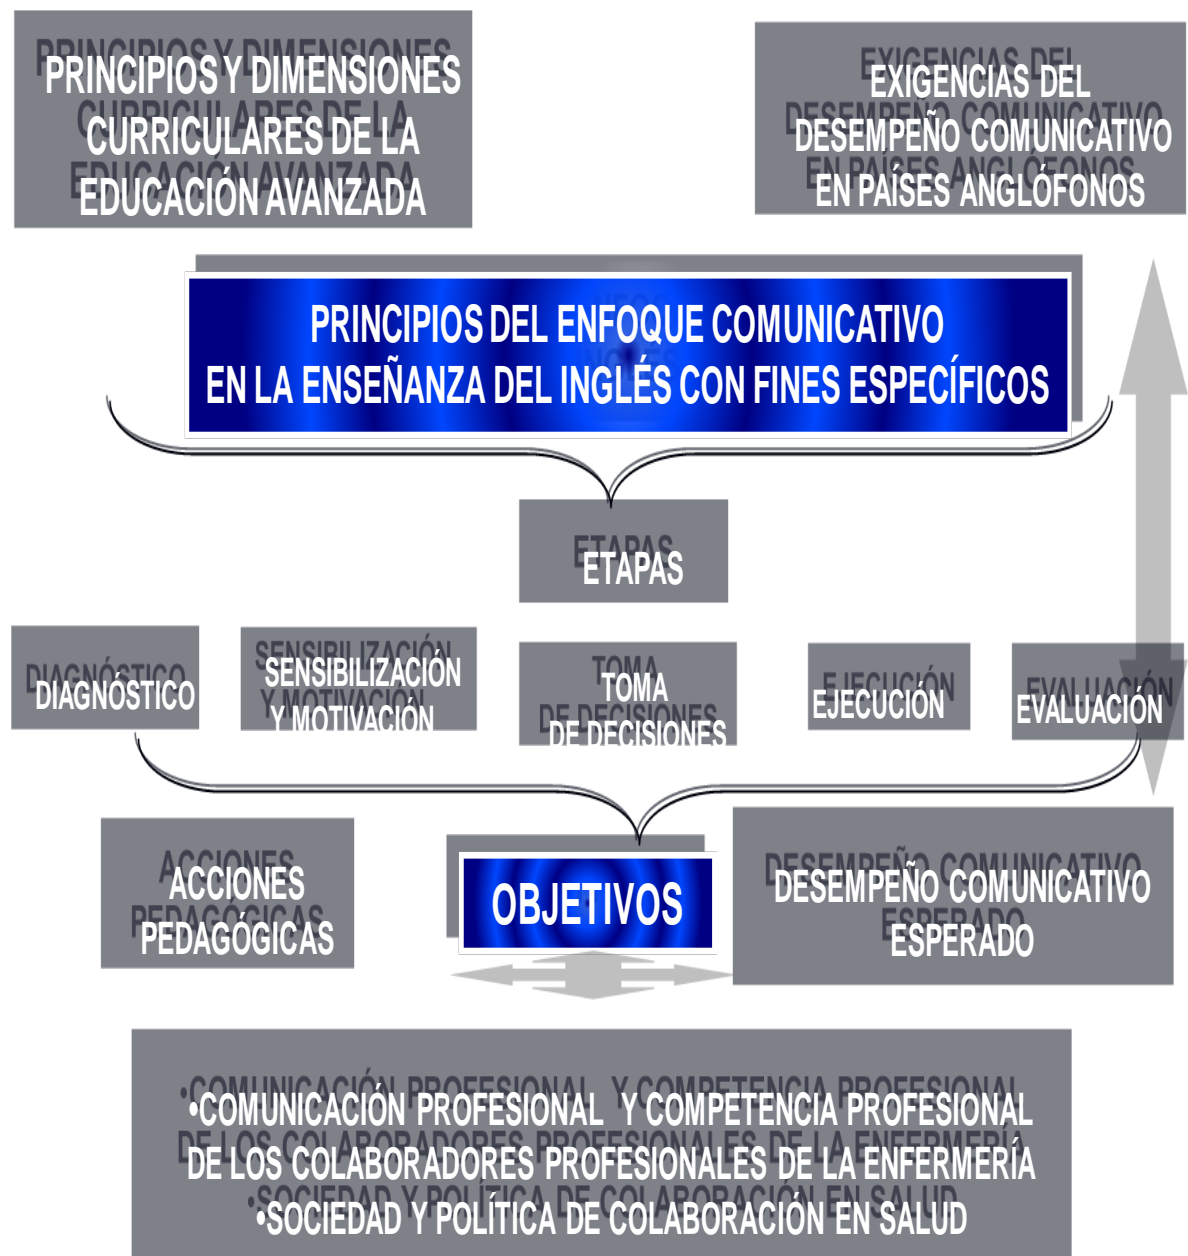 PRINCIPIOS Y DIMENSIONES
CURRICULARES DE LA
EDUCACIÓN AVANZADA
EXIGENCIAS DEL
DESEMPEÑO COMUNICATIVO
EN PAÍSES ANGLÓFONOS
PRINCIPIOS DEL ENFOQUE COMUNICATIVO
EN LA ENSEÑANZA DEL INGLÉS CON FINES ESPECÍFICOS
ETAPAS
DIAGNÓSTICO
SENSIBILIZACIÓN
Y MOTIVACIÓN
TOMA
DE DECISIONES
EJECUCIÓN
EVALUACIÓN
ACCIONES
PEDAGÓGICAS
OBJETIVOS
DESEMPEÑO COMUNICATIVO
ESPERADO
•COMUNICACIÓN PROFESIONAL Y COMPETENCIA PROFESIONAL
DE LOS COLABORADORES PROFESIONALES DE LA ENFERMERÍA
•SOCIEDAD Y POLÍTICA DE COLABORACIÓN EN SALUD